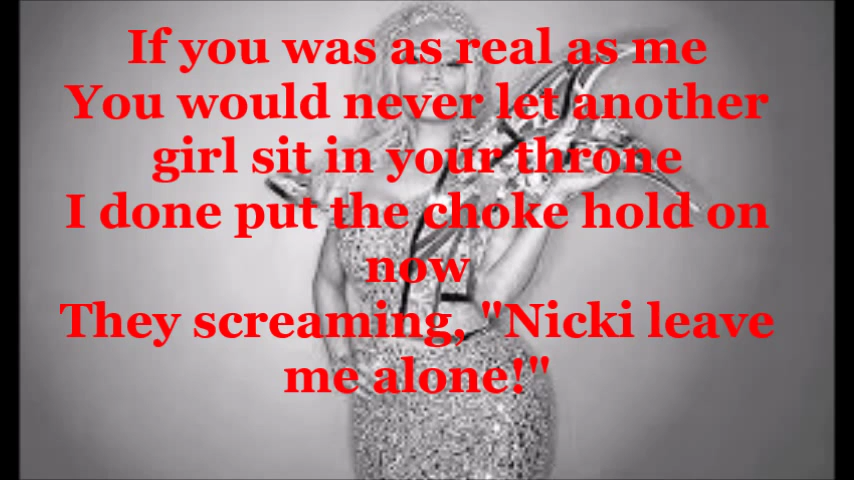 If you was as real as me
You would never let another
girl sit in your throne
I done put the choke hold on
now
They screaming, "Nicki leave
me alone!"